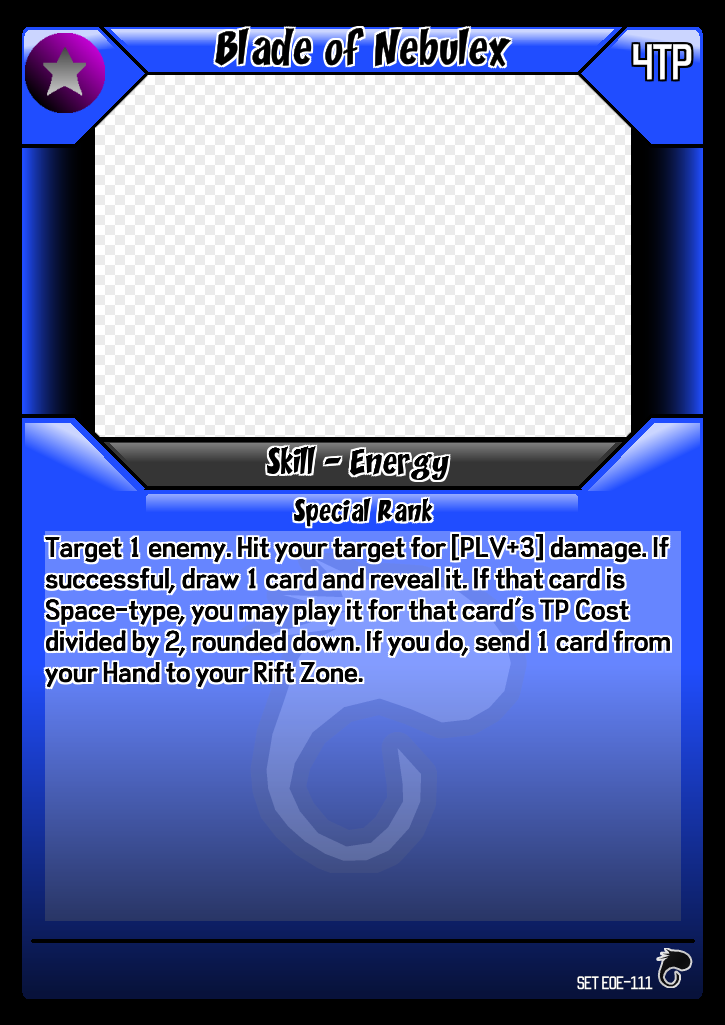 Blade of Nebulex
4TP
Skill - Energy
Special Rank
Target 1 enemy. Hit your target for [PLV+3] damage. If
successful, draw 1 card and reveal it. If that card is
Space-type, you may play it for that card's TP Cost
divided by 2, rounded down. If you do, send 1 card from
your Hand to your Rift Zone.
SET EOE-111